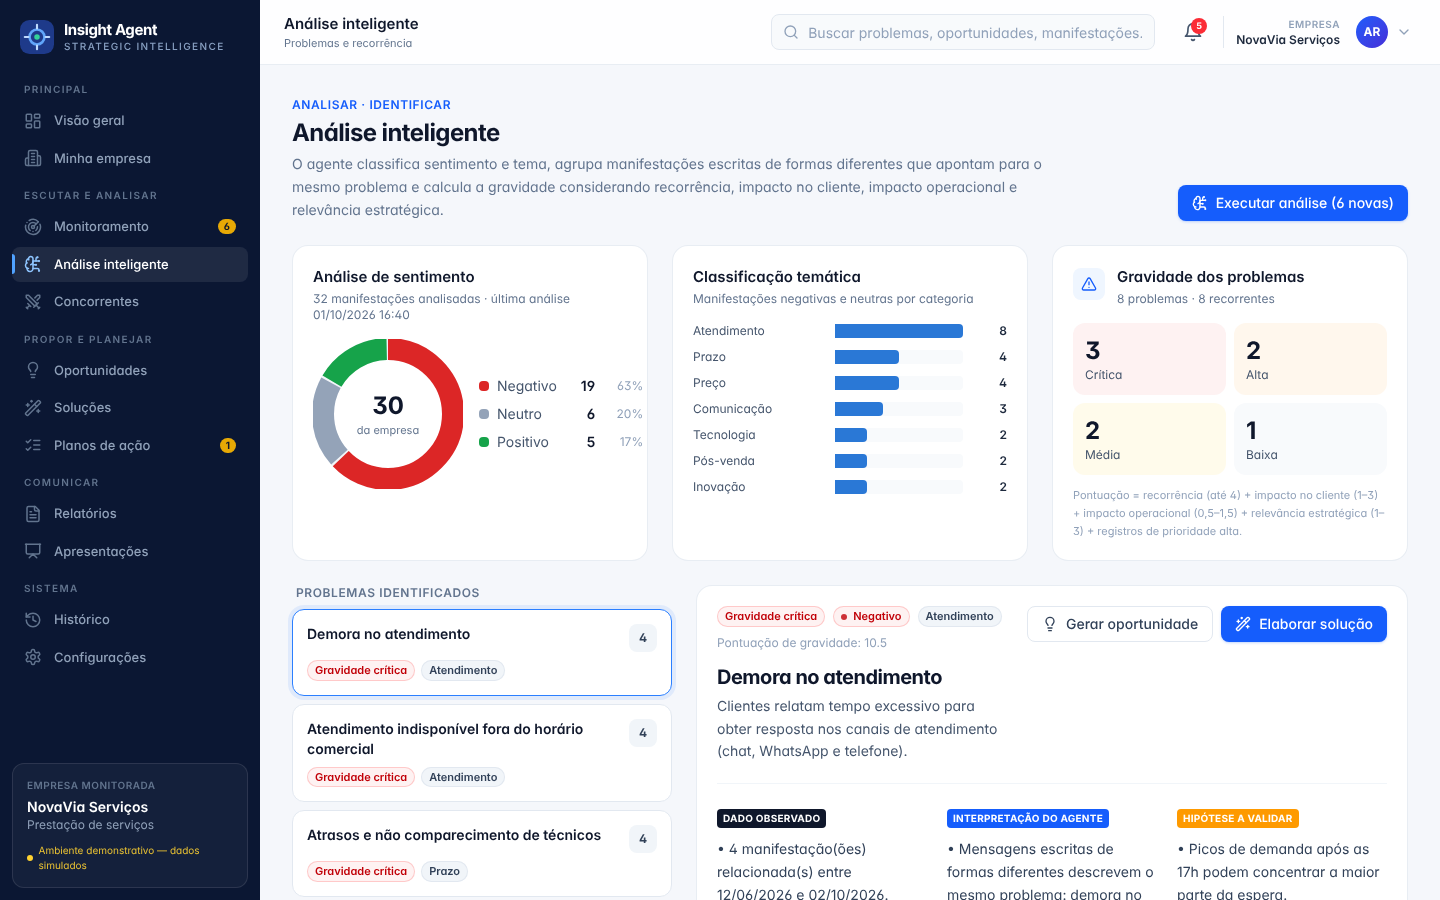 Insight Agent
STRATEGIC INTELLIGENCE
PRINCIPAL
Visão geral
Minha empresa
ESCUTAR E ANALISAR
Monitoramento
6
Análise inteligente
Concorrentes
PROPOR E PLANEJAR
Oportunidades
Soluções
Planos de ação
1
COMUNICAR
Relatórios
Apresentações
SISTEMA
Histórico
Configurações
EMPRESA MONITORADA
NovaVia Serviços
Prestação de serviços
Ambiente demonstrativo — dados
simulados
Análise inteligente
Problemas e recorrência
Buscar problemas, oportunidades, manifestações.
5
EMPRESA
NovaVia Serviços
AR
ANALISAR · IDENTIFICAR
Análise inteligente
O agente classifica sentimento e tema, agrupa manifestações escritas de formas diferentes que apontam para o
mesmo problema e calcula a gravidade considerando recorrência, impacto no cliente, impacto operacional e
relevância estratégica.
Executar análise (6 novas)
Análise de sentimento
32 manifestações analisadas · última análise
01/10/2026 16:40
30
da empresa
Negativo 19 63%
Neutro 6 20%
Positivo 5 17%
Classificação temática
Manifestações negativas e neutras por categoria
Atendimento 8
Prazo 4
Preço 4
Comunicação 3
Tecnologia 2
Pós-venda 2
Inovação 2
Gravidade dos problemas
8 problemas · 8 recorrentes
3
Crítica
2
Alta
2
Média
1
Baixa
Pontuação = recorrência (até 4) + impacto no cliente (1–3)
+ impacto operacional (0,5–1,5) + relevância estratégica (1–
3) + registros de prioridade alta.
PROBLEMAS IDENTIFICADOS
Demora no atendimento
4
Gravidade crítica
Atendimento
Atendimento indisponível fora do horário
comercial
4
Gravidade crítica
Atendimento
Atrasos e não comparecimento de técnicos
4
Gravidade crítica
Prazo
Gravidade crítica
Negativo
Atendimento
Pontuação de gravidade: 10.5
Gerar oportunidade
Elaborar solução
Demora no atendimento
Clientes relatam tempo excessivo para
obter resposta nos canais de atendimento
(chat, WhatsApp e telefone).
DADO OBSERVADO
• 4 manifestação(ões)
relacionada(s) entre
12/06/2026 e 02/10/2026.
INTERPRETAÇÃO DO AGENTE
• Mensagens escritas de
formas diferentes descrevem o
mesmo problema: demora no
HIPÓTESE A VALIDAR
• Picos de demanda após as
17h podem concentrar a maior
parte da espera.